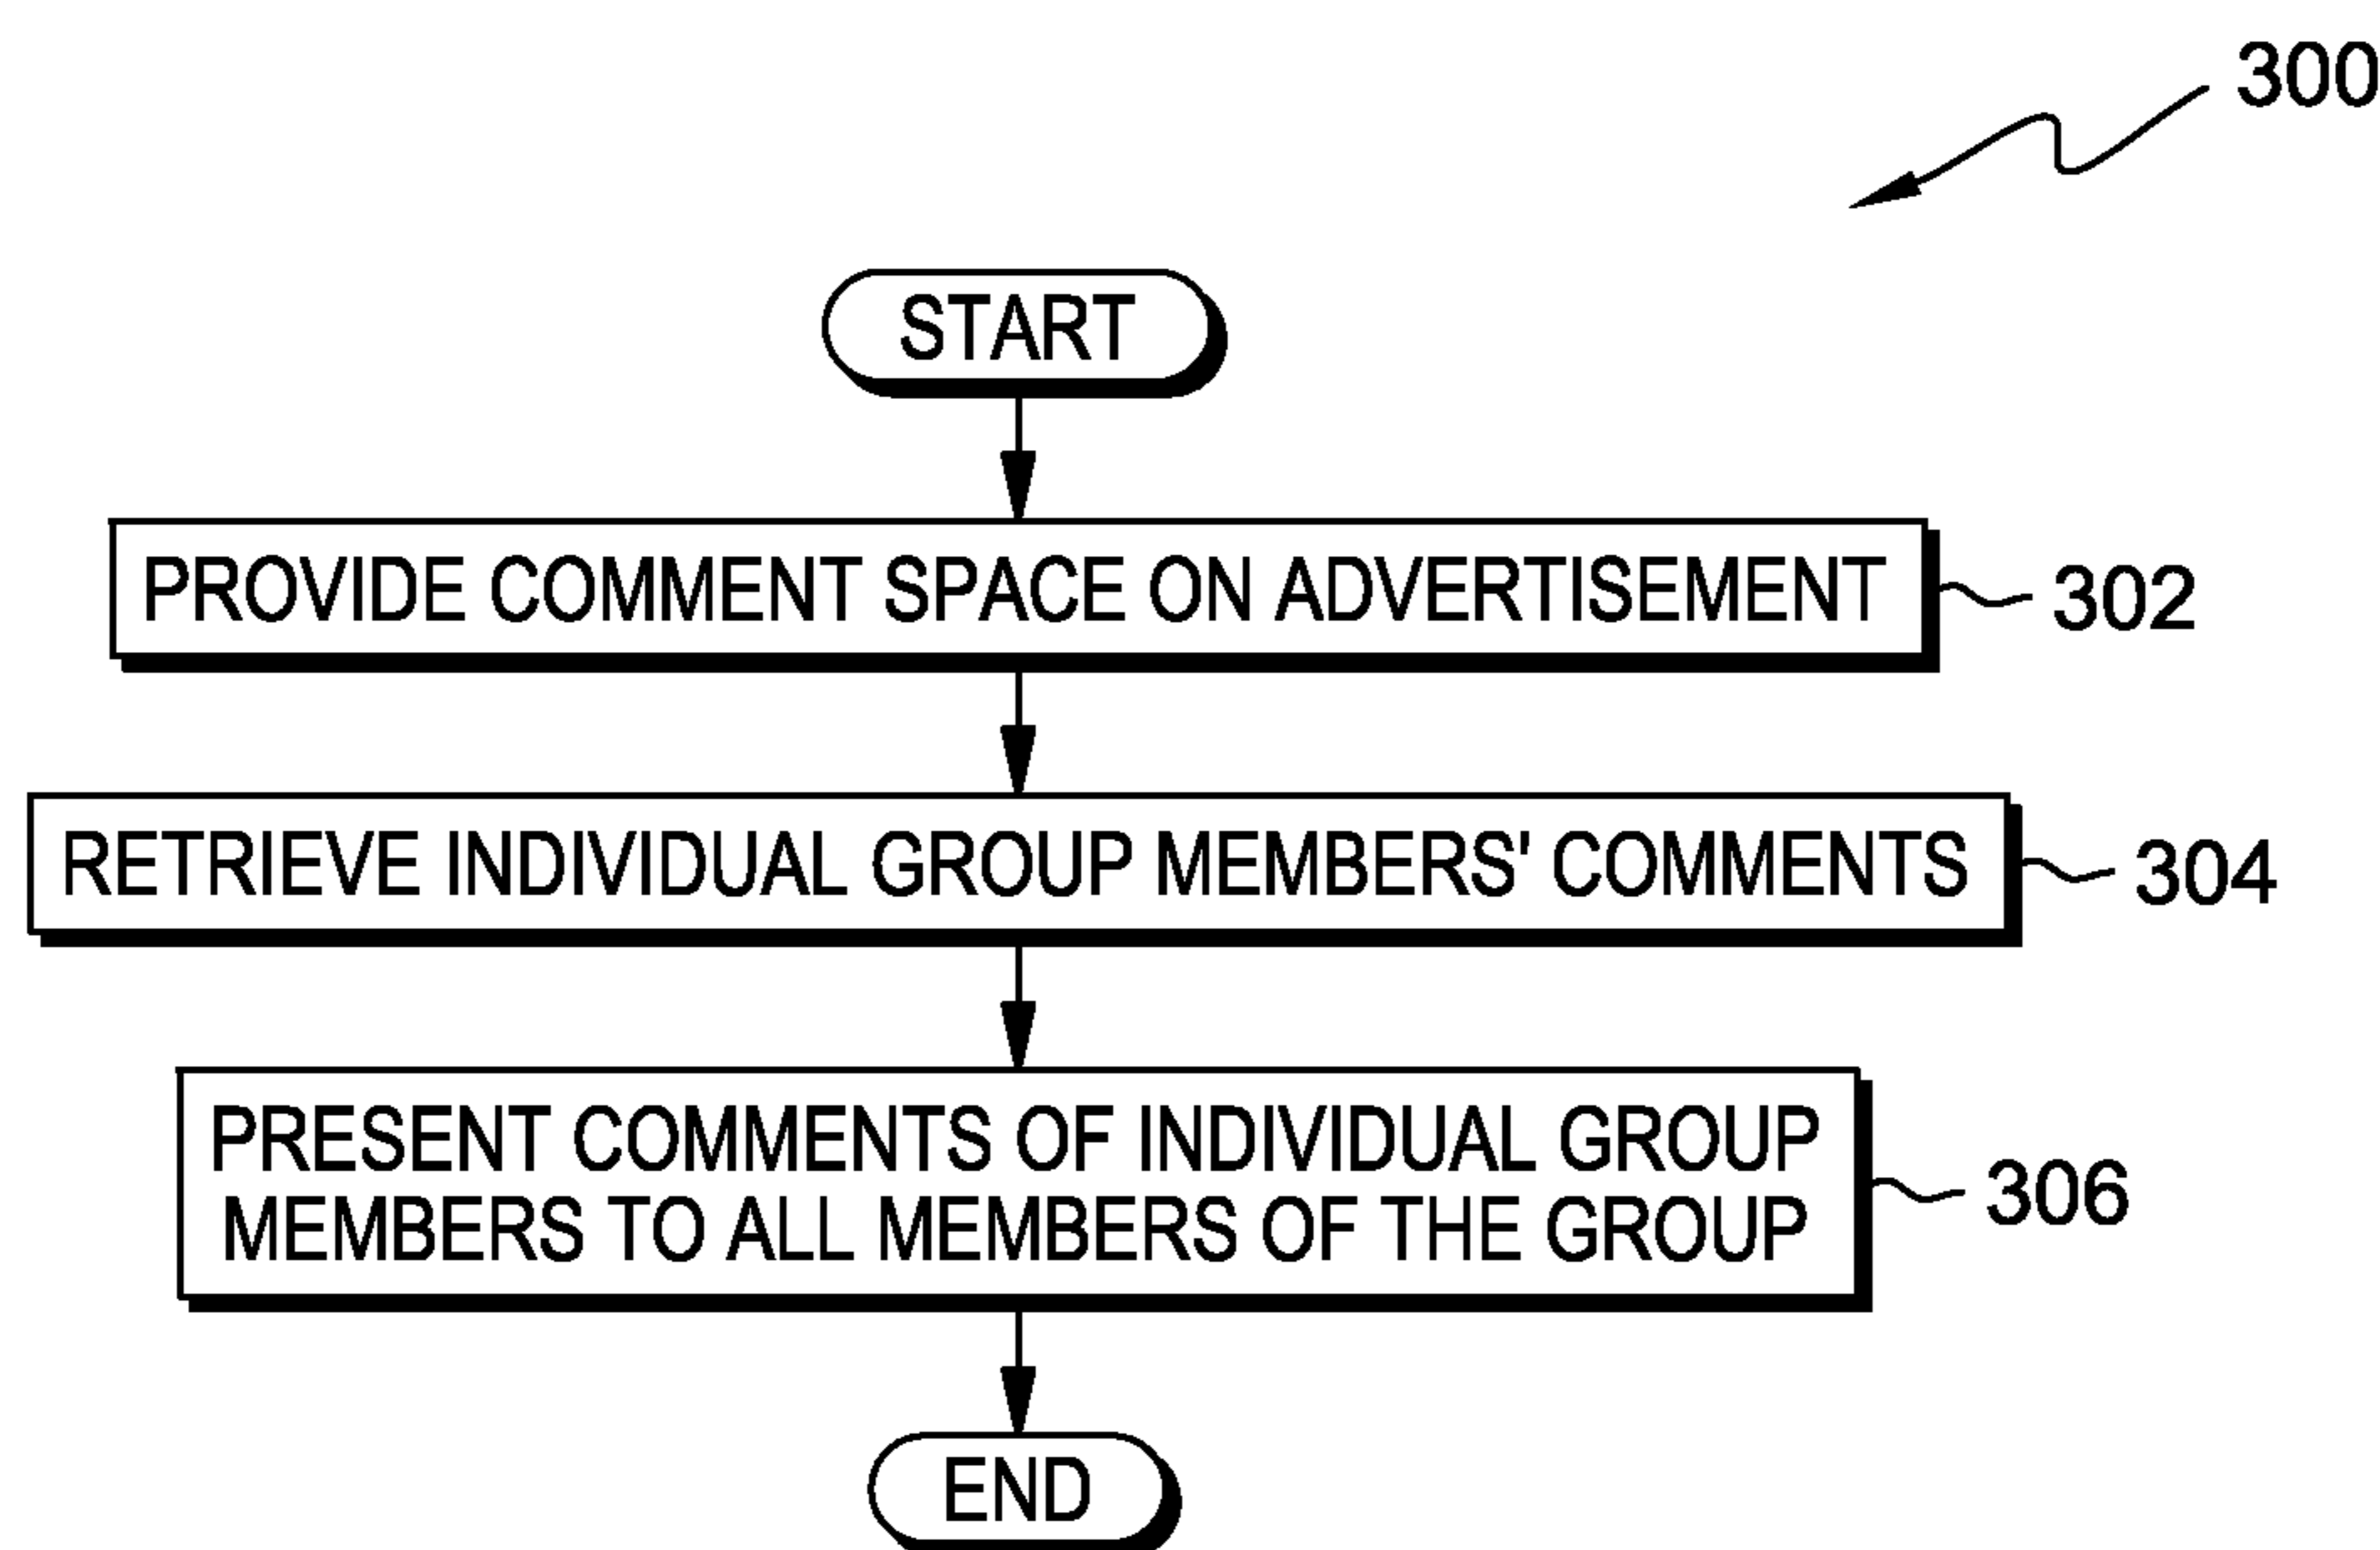 300
START
PROVIDE COMMENT SPACE ON ADVERTISEMENT
302
RETRIEVE INDIVIDUAL GROUP MEMBERS' COMMENTS
304
PRESENT COMMENTS OF INDIVIDUAL GROUP
MEMBERS TO ALL MEMBERS OF THE GROUP
306
END